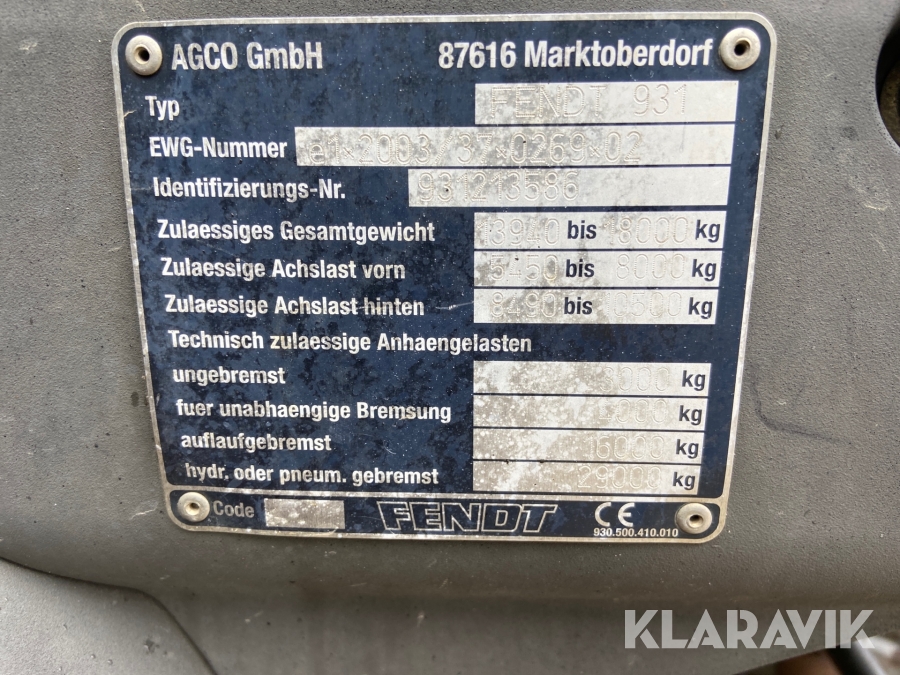 AGCO GmbH 87616 Marktoberdorf
Typ FENDT 931
EWG-Nummer e1*2003/37*0269*02
Identifizierungs-Nr. 931213586
Zulaessiges Gesamtgewicht 13940 bis 18000 kg
Zulaessige Achslast vorn 5450 bis 8000 kg
Zulaessige Achslast hinten 8490 bis kg
Technisch zulaessige Anhaengelasten
ungebremst kg
fuer unabhaengige Bremsung kg
auflaufgebremst 16000 kg
hydr. oder pneum. gebremst 29000 kg
Code FENDT CE
930.500.410.010
KLARAVIK